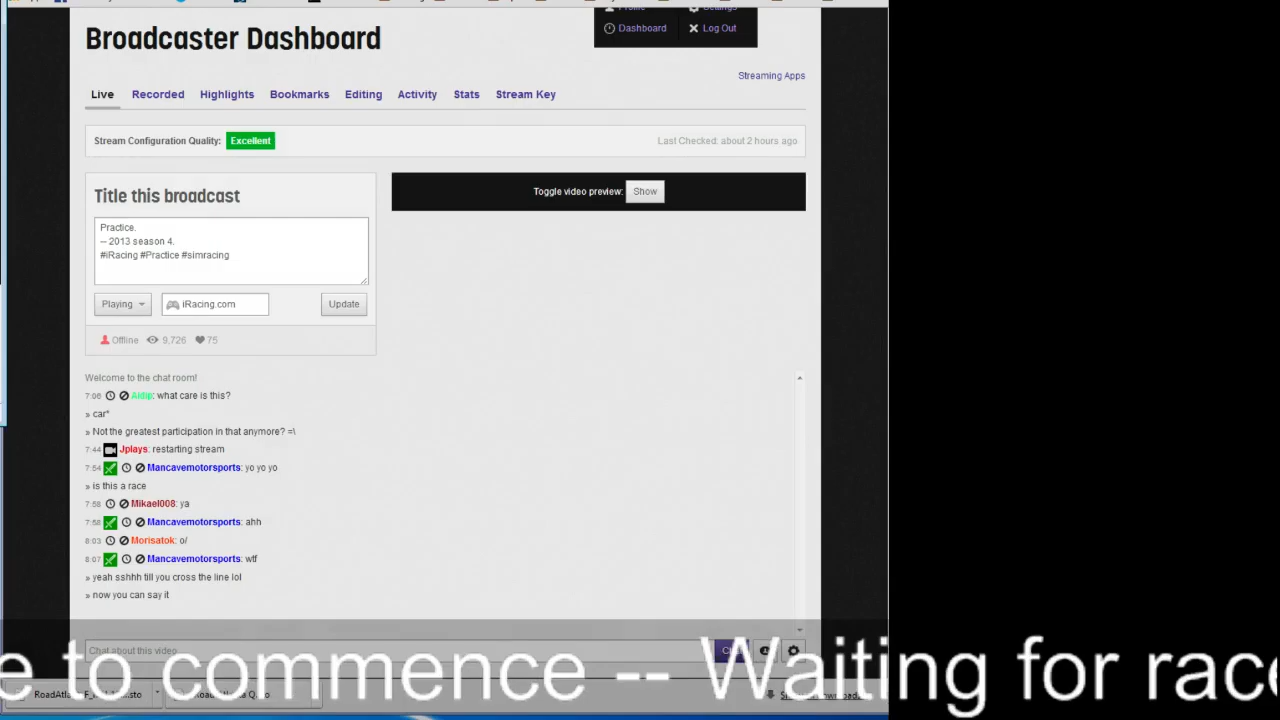 Profile
Settings
Dashboard
Log Out
Broadcaster Dashboard
Streaming Apps
Live Recorded Highlights Bookmarks Editing Activity Stats Stream Key
Stream Configuration Quality: Excellent
Last Checked: about 2 hours ago
Title this broadcast
Toggle video preview: Show
Practice.
-- 2013 season 4.
#iRacing #Practice #simracing
Playing iRacing.com Update
Offline 9,726 75
Welcome to the chat room!
7:06 Aldip: what care is this?
» car*
» Not the greatest participation in that anymore? =\
7:44 Jplays: restarting stream
7:54 Mancavemotorsports: yo yo yo
» is this a race
7:58 Mikael008: ya
7:58 Mancavemotorsports: ahh
8:03 Morisatok: o/
8:07 Mancavemotorsports: wtf
» yeah sshhh till you cross the line lol
» now you can say it
Chat about this video
e to commence -- Waiting for race